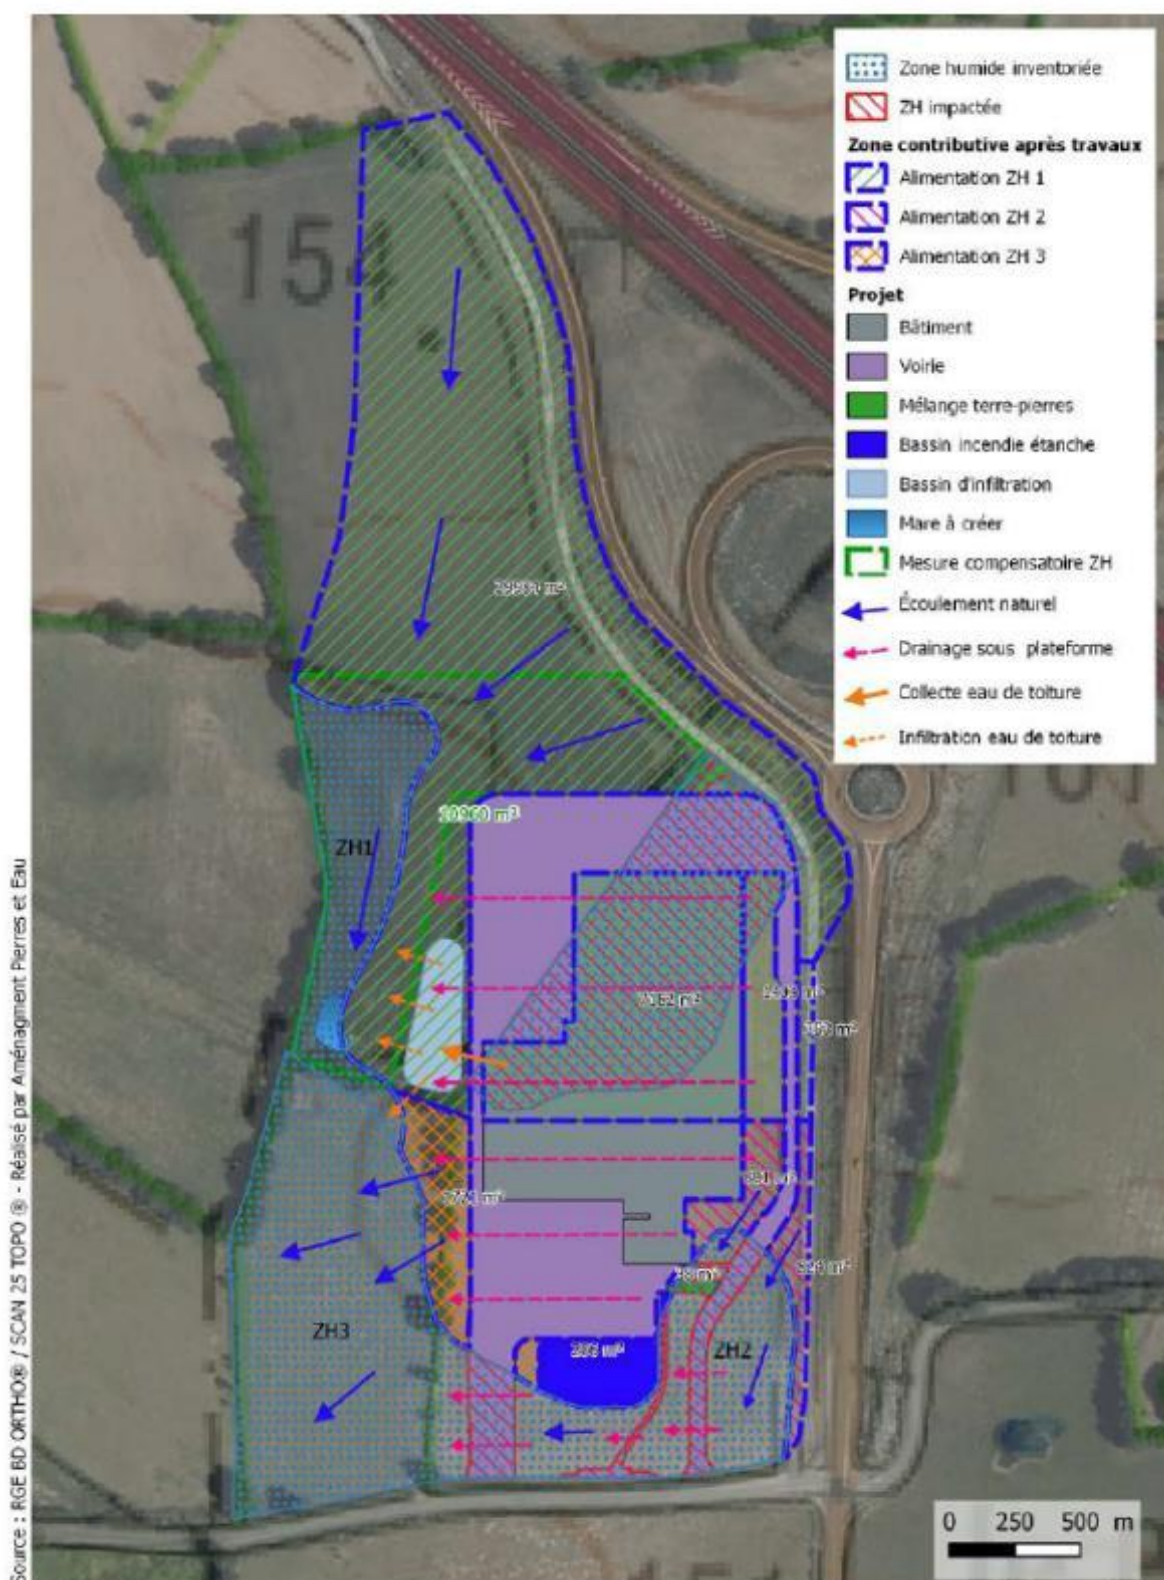 Zone humide inventoriée
ZH impactée
Zone contributive après travaux
Alimentation ZH 1
Alimentation ZH 2
Alimentation ZH 3
Projet
Bâtiment
Voirie
Mélange terre-pierres
Bassin incendie étanche
Bassin d'infiltration
Mare à créer
Mesure compensatoire ZH
Écoulement naturel
Drainage sous plateforme
Collecte eau de toiture
Infiltration eau de toiture
10960 m²
ZH1
ZH3
ZH2
0 250 500 m
Source : RGE BD ORTHO® / SCAN 25 TOPO ® - Réalisé par Aménagment Pierres et Eau